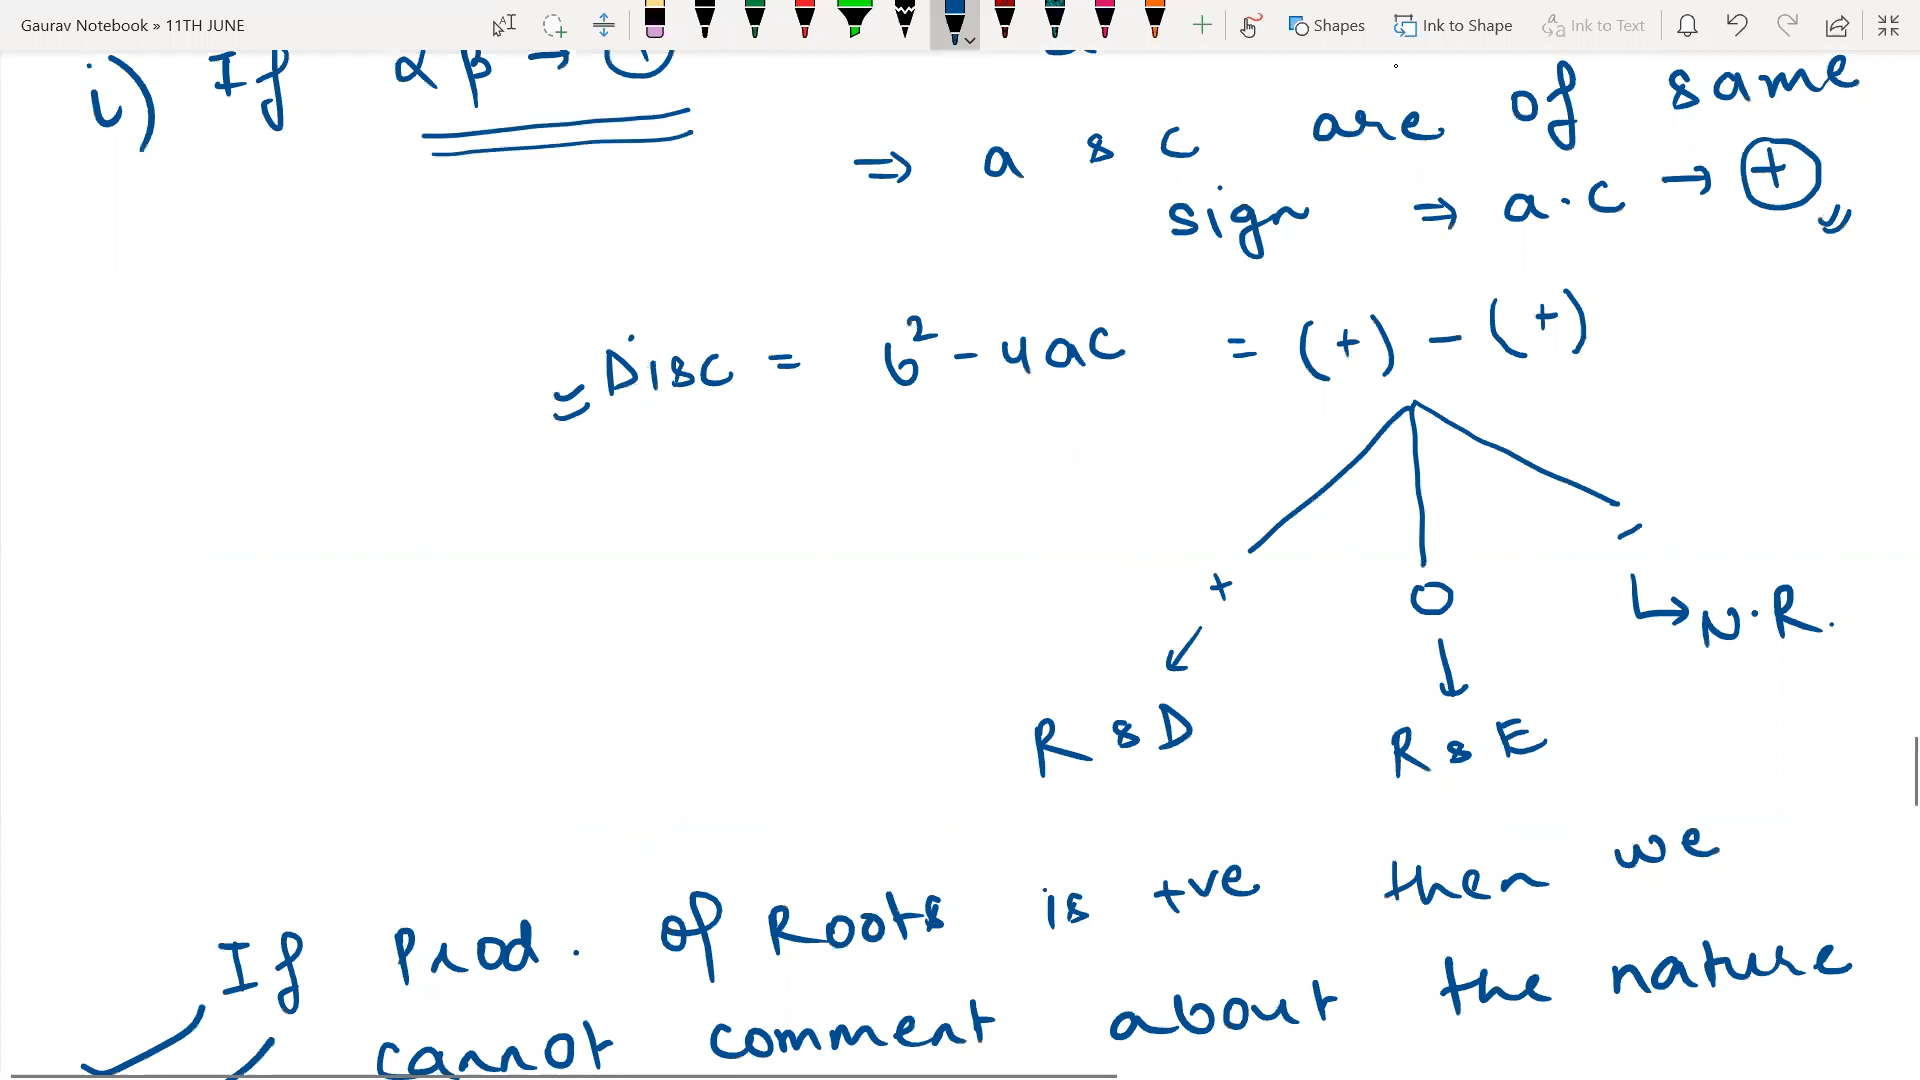 Gaurav Notebook » 11TH JUNE
Shapes
Ink to Shape
Ink to Text
i) If αβ → +
⇒ a & c are of same
sign ⇒ a.c → +
Disc = b² - 4ac = (+) - (+)
+ 0 -
R & D R & E N.R.
If Prod. of Roots is +ve then we
cannot comment about the nature